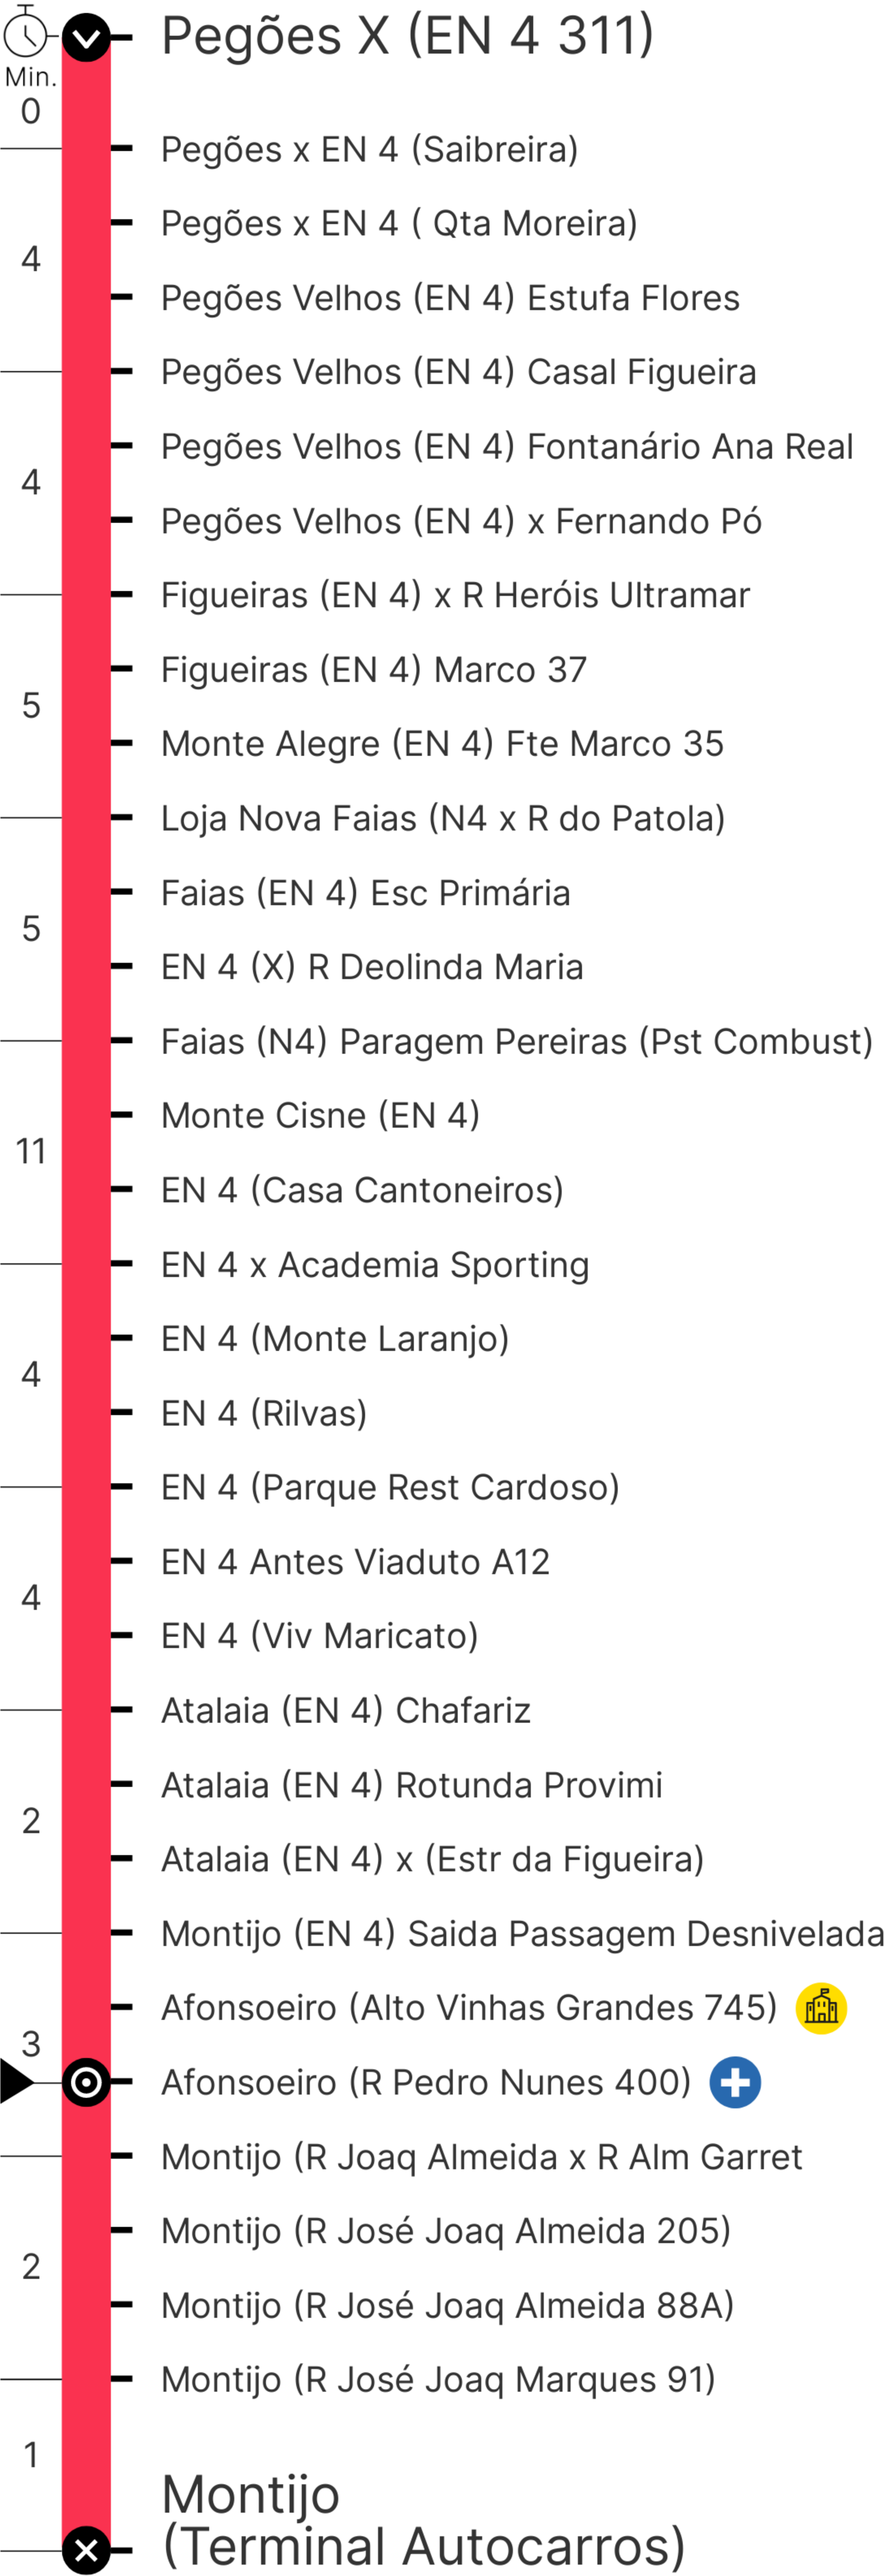 Pegões X (EN 4 311)
Min.
0
Pegões x EN 4 (Saibreira)
Pegões x EN 4 ( Qta Moreira)
4
Pegões Velhos (EN 4) Estufa Flores
Pegões Velhos (EN 4) Casal Figueira
Pegões Velhos (EN 4) Fontanário Ana Real
4
Pegões Velhos (EN 4) x Fernando Pó
Figueiras (EN 4) x R Heróis Ultramar
Figueiras (EN 4) Marco 37
5
Monte Alegre (EN 4) Fte Marco 35
Loja Nova Faias (N4 x R do Patola)
Faias (EN 4) Esc Primária
5
EN 4 (X) R Deolinda Maria
Faias (N4) Paragem Pereiras (Pst Combust)
Monte Cisne (EN 4)
11
EN 4 (Casa Cantoneiros)
EN 4 x Academia Sporting
EN 4 (Monte Laranjo)
4
EN 4 (Rilvas)
EN 4 (Parque Rest Cardoso)
EN 4 Antes Viaduto A12
4
EN 4 (Viv Maricato)
Atalaia (EN 4) Chafariz
Atalaia (EN 4) Rotunda Provimi
2
Atalaia (EN 4) x (Estr da Figueira)
Montijo (EN 4) Saida Passagem Desnivelada
Afonsoeiro (Alto Vinhas Grandes 745)
3
Afonsoeiro (R Pedro Nunes 400)
Montijo (R Joaq Almeida x R Alm Garret
Montijo (R José Joaq Almeida 205)
2
Montijo (R José Joaq Almeida 88A)
Montijo (R José Joaq Marques 91)
1
Montijo
(Terminal Autocarros)